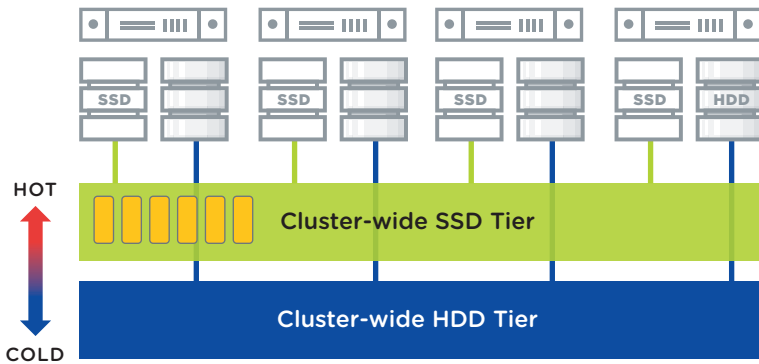 SSD
SSD
SSD
SSD
HDD
HOT
Cluster-wide SSD Tier
Cluster-wide HDD Tier
COLD